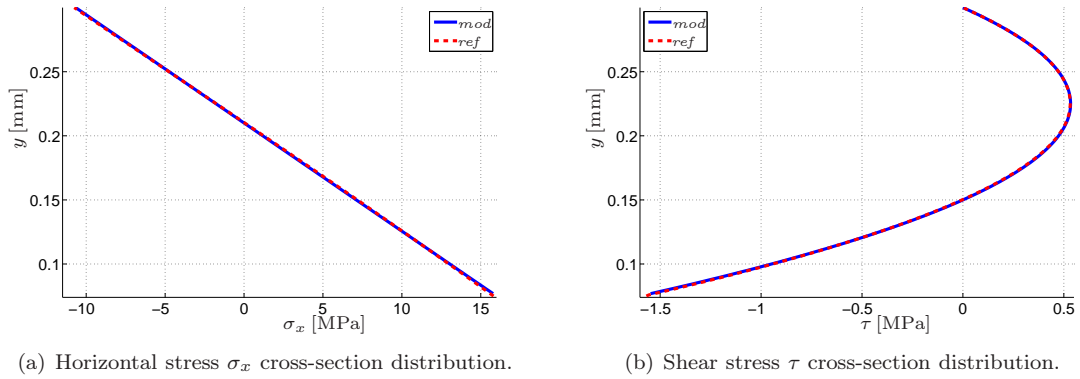 mod
ref
0.25
0.2
0.15
0.1
y [mm]
−10
−5
0
5
10
15
σx [MPa]
(a) Horizontal stress σx cross-section distribution.
mod
ref
0.25
0.2
0.15
0.1
y [mm]
−1.5
−1
−0.5
0
0.5
τ [MPa]
(b) Shear stress τ cross-section distribution.